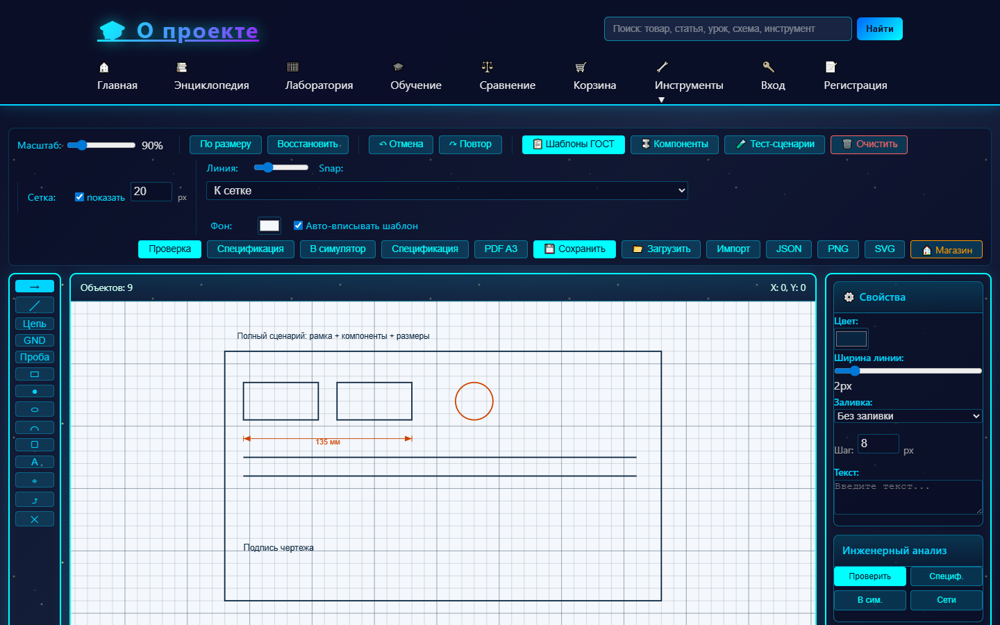 О проекте
Поиск: товар, статья, урок, схема, инструмент
Найти
Главная
Энциклопедия
Лаборатория
Обучение
Сравнение
Корзина
Инструменты
▼
Вход
Регистрация
Масштаб:
90%
По размеру
Восстановить
↶ Отмена
↷ Повтор
Шаблоны ГОСТ
Компоненты
Тест-сценарии
Очистить
Сетка:
показать
20
px
Линия:
Snap:
К сетке
Фон:
Авто-вписывать шаблон
Проверка
Спецификация
В симулятор
Спецификация
PDF A3
Сохранить
Загрузить
Импорт
JSON
PNG
SVG
Магазин
Цепь
GND
Проба
A
Объектов: 9
X: 0, Y: 0
Полный сценарий: рамка + компоненты + размеры
135 мм
Подпись чертежа
Свойства
Цвет:
Ширина линии:
2px
Заливка:
Без заливки
Шаг:
8
px
Текст:
Введите текст...
Инженерный анализ
Проверить
Специф.
В сим.
Сети